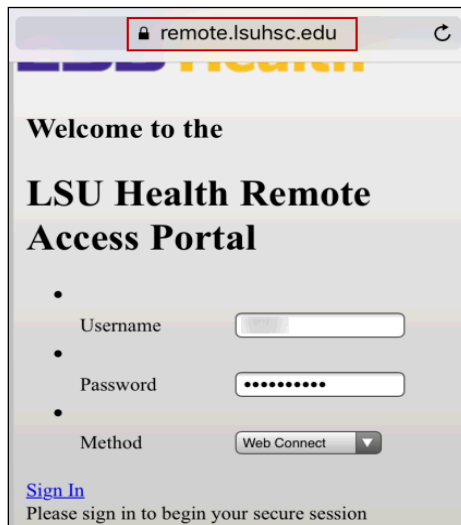 remote.lsuhsc.edu
Health
Welcome to the
LSU Health Remote
Access Portal
Username
Password ••••••••••
Method Web Connect
Sign In
Please sign in to begin your secure session